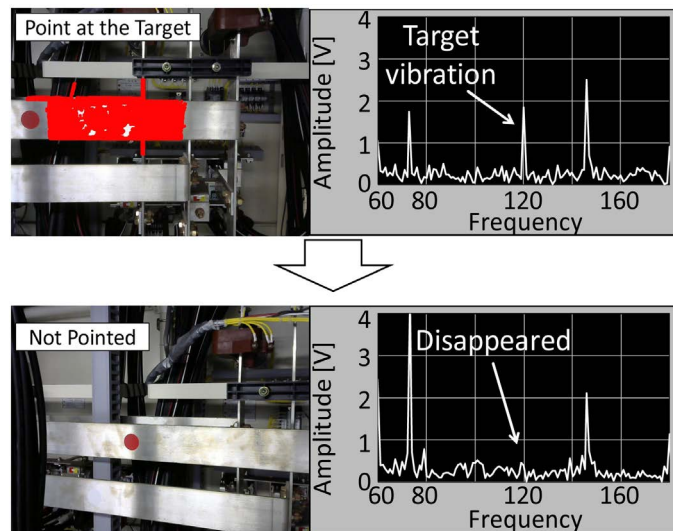 Point at the Target
Amplitude [V]
4
3
2
1
0
Target
vibration
60 80 120 160
Frequency
Not Pointed
Amplitude [V]
4
3
2
1
0
Disappeared
60 80 120 160
Frequency